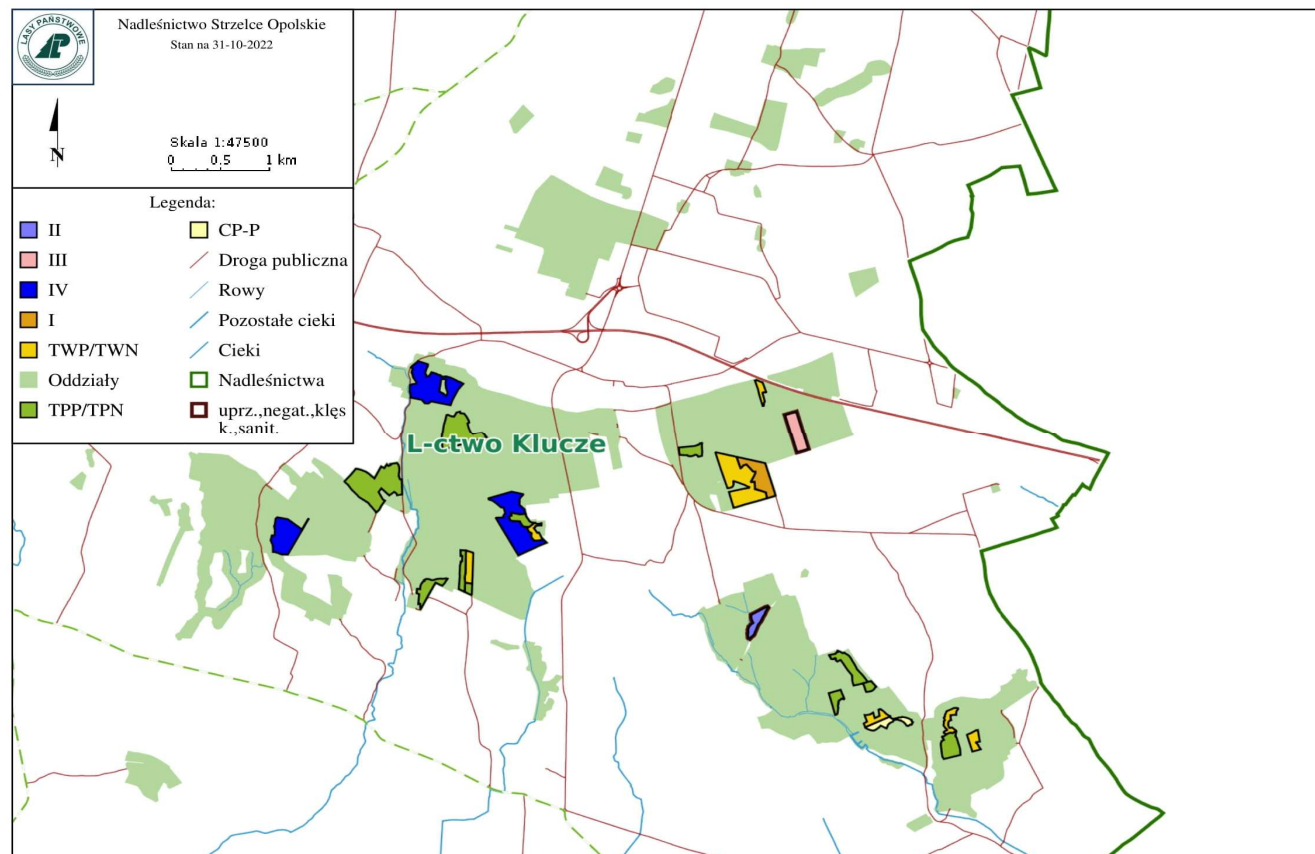 LASY PAŃSTWOWE
Nadleśnictwo Strzelce Opolskie
Stan na 31-10-2022
N
Skala 1:47500
0 0.5 1 km
Legenda:
II
III
IV
I
TWP/TWN
Oddziały
TPP/TPN
CP-P
Droga publiczna
Rowy
Pozostałe cieki
Cieki
Nadleśnictwa
uprz.,negat.,klęs
k.,sanit.
L-ctwo Klucze